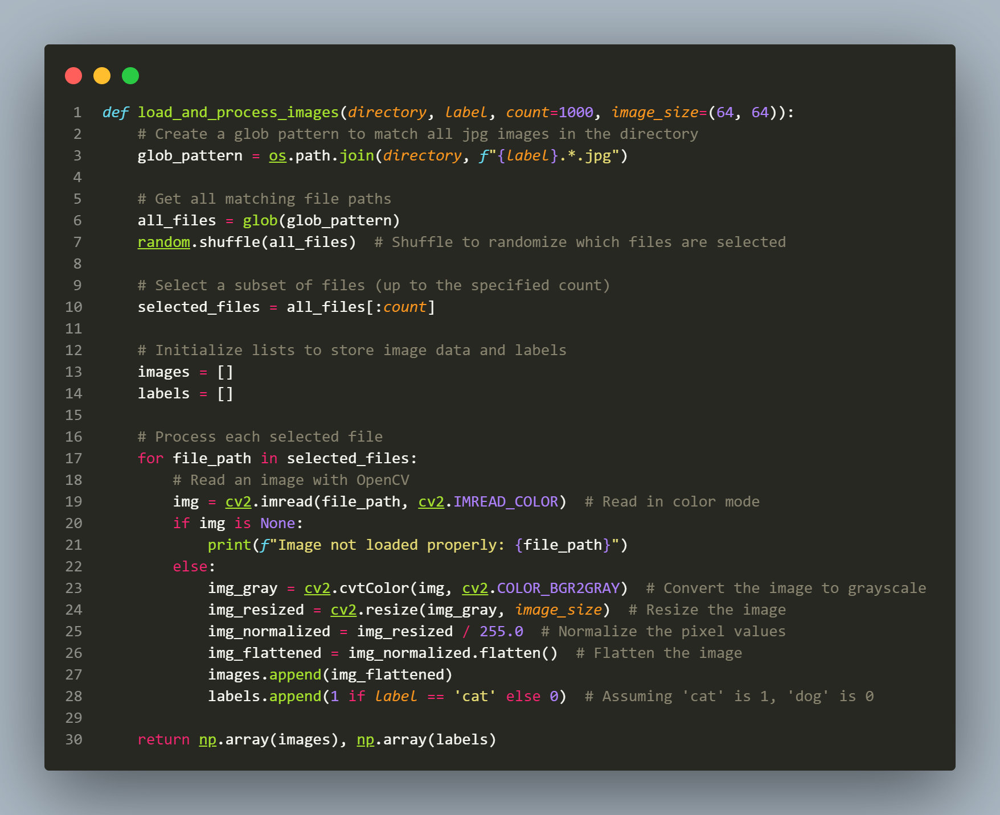 1 def load_and_process_images(directory, label, count=1000, image_size=(64, 64)):
2     # Create a glob pattern to match all jpg images in the directory
3     glob_pattern = os.path.join(directory, f"{label}.*.jpg")
4
5     # Get all matching file paths
6     all_files = glob(glob_pattern)
7     random.shuffle(all_files)  # Shuffle to randomize which files are selected
8
9     # Select a subset of files (up to the specified count)
10     selected_files = all_files[:count]
11
12     # Initialize lists to store image data and labels
13     images = []
14     labels = []
15
16     # Process each selected file
17     for file_path in selected_files:
18         # Read an image with OpenCV
19         img = cv2.imread(file_path, cv2.IMREAD_COLOR)  # Read in color mode
20         if img is None:
21             print(f"Image not loaded properly: {file_path}")
22         else:
23             img_gray = cv2.cvtColor(img, cv2.COLOR_BGR2GRAY)  # Convert the image to grayscale
24             img_resized = cv2.resize(img_gray, image_size)  # Resize the image
25             img_normalized = img_resized / 255.0  # Normalize the pixel values
26             img_flattened = img_normalized.flatten()  # Flatten the image
27             images.append(img_flattened)
28             labels.append(1 if label == 'cat' else 0)  # Assuming 'cat' is 1, 'dog' is 0
29
30     return np.array(images), np.array(labels)